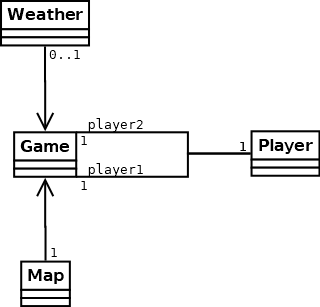 Weather
0..1
player2
Game
1
1
Player
player1
1
1
Map